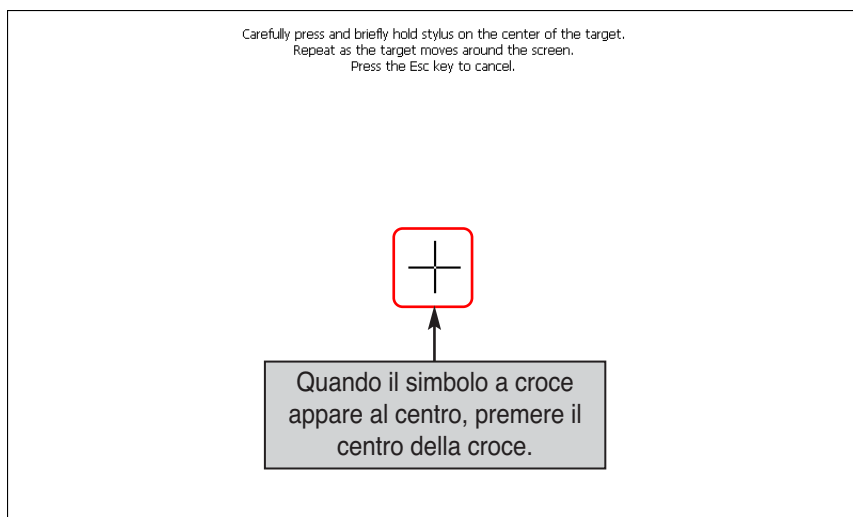 Carefully press and briefly hold stylus on the center of the target.
Repeat as the target moves around the screen.
Press the Esc key to cancel.
Quando il simbolo a croce
appare al centro, premere il
centro della croce.